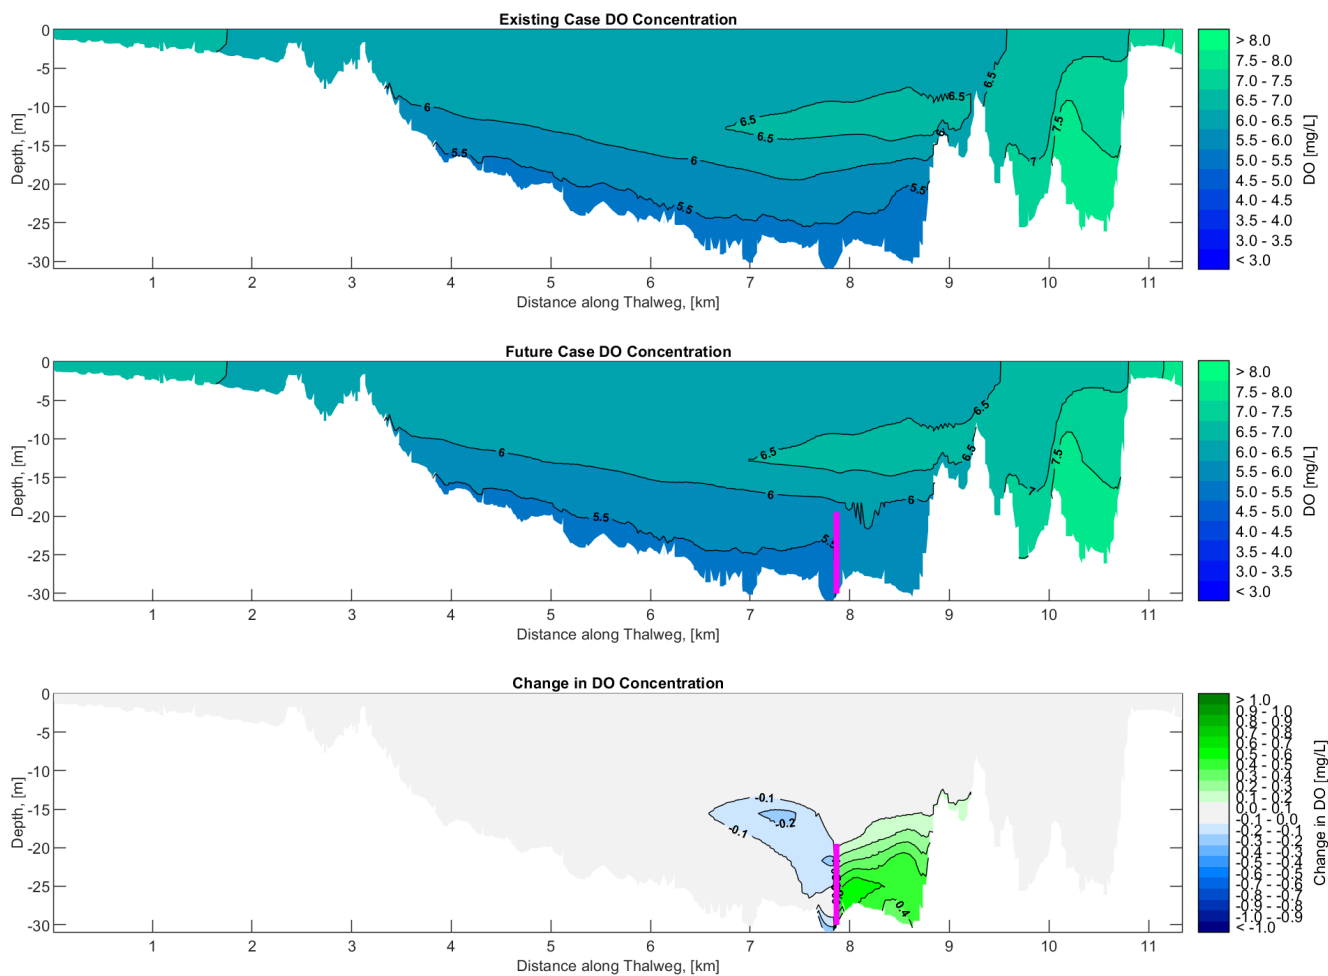 Existing Case DO Concentration
0
-5
-10
-15
-20
-25
-30
Depth, [m]
6
5.5
6.5
6.5
6
5.5
6.5
6
5.5
6.5
7
7.5
1 2 3 4 5 6 7 8 9 10 11
Distance along Thalweg, [km]
> 8.0
7.5 - 8.0
7.0 - 7.5
6.5 - 7.0
6.0 - 6.5
5.5 - 6.0
5.0 - 5.5
4.5 - 5.0
4.0 - 4.5
3.5 - 4.0
3.0 - 3.5
< 3.0
DO [mg/L]
Future Case DO Concentration
0
-5
-10
-15
-20
-25
-30
Depth, [m]
6
5.5
6.5
6
5.5
6
6.5
6.5
7
7.5
1 2 3 4 5 6 7 8 9 10 11
Distance along Thalweg, [km]
> 8.0
7.5 - 8.0
7.0 - 7.5
6.5 - 7.0
6.0 - 6.5
5.5 - 6.0
5.0 - 5.5
4.5 - 5.0
4.0 - 4.5
3.5 - 4.0
3.0 - 3.5
< 3.0
DO [mg/L]
Change in DO Concentration
0
-5
-10
-15
-20
-25
-30
Depth, [m]
-0.1
-0.2
-0.1
0.4
1 2 3 4 5 6 7 8 9 10 11
Distance along Thalweg, [km]
> 1.0
0.9 - 1.0
0.8 - 0.9
0.7 - 0.8
0.6 - 0.7
0.5 - 0.6
0.4 - 0.5
0.3 - 0.4
0.2 - 0.3
0.1 - 0.2
0.0 - 0.1
-0.1 - 0.0
-0.2 - -0.1
-0.3 - -0.2
-0.4 - -0.3
-0.5 - -0.4
-0.6 - -0.5
-0.7 - -0.6
-0.8 - -0.7
-0.9 - -0.8
-1.0 - -0.9
< -1.0
Change in DO [mg/L]